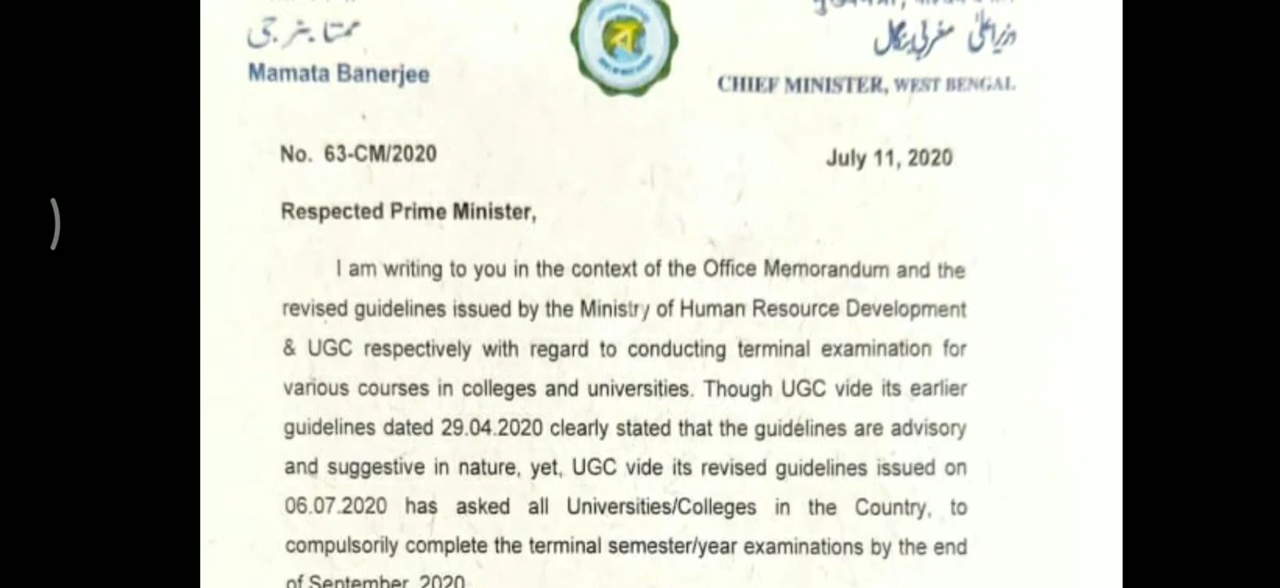 ممتا بنرجی
وزیراعلیٰ مغربی بنگال
Mamata Banerjee
CHIEF MINISTER, WEST BENGAL
No. 63-CM/2020
July 11, 2020
Respected Prime Minister,
I am writing to you in the context of the Office Memorandum and the
revised guidelines issued by the Ministry of Human Resource Development
& UGC respectively with regard to conducting terminal examination for
various courses in colleges and universities. Though UGC vide its earlier
guidelines dated 29.04.2020 clearly stated that the guidelines are advisory
and suggestive in nature, yet, UGC vide its revised guidelines issued on
06.07.2020 has asked all Universities/Colleges in the Country, to
compulsorily complete the terminal semester/year examinations by the end
of September, 2020.